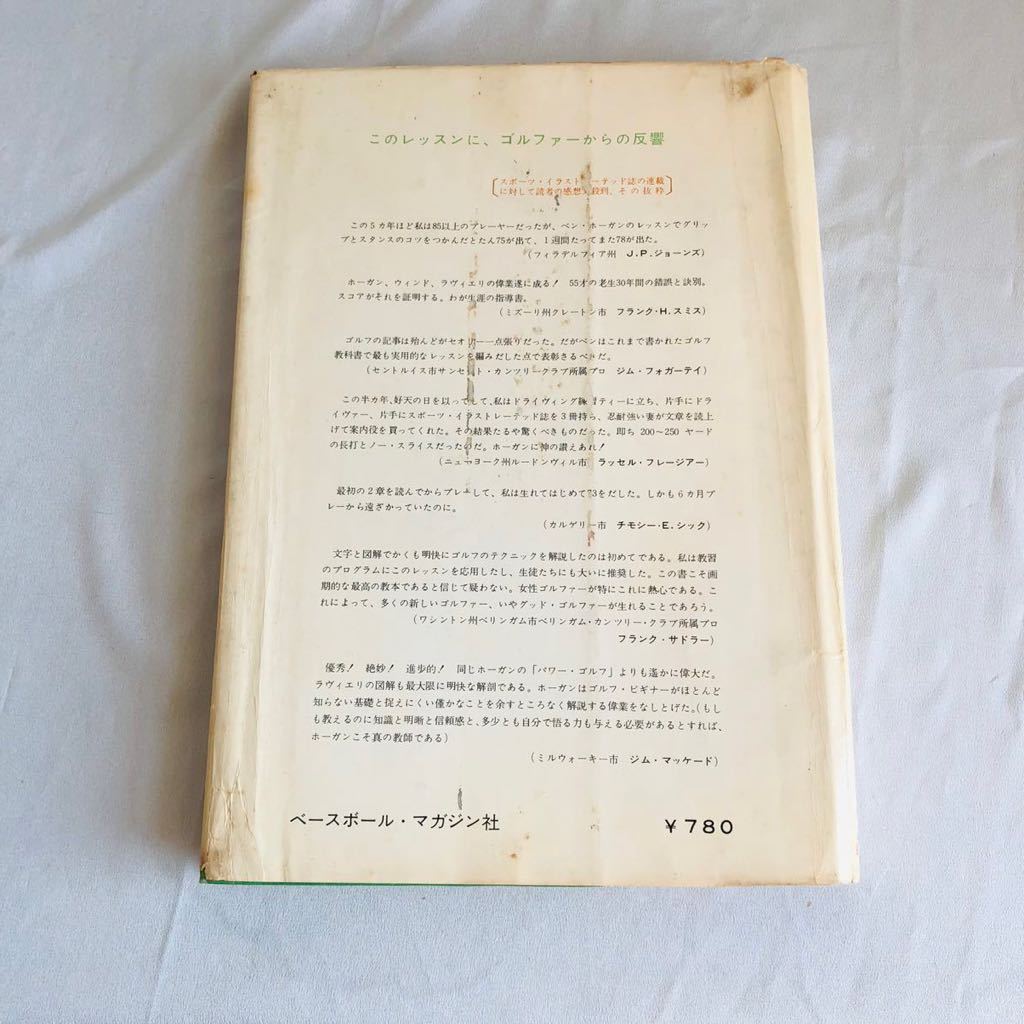 このレッスンに、ゴルファーからの反響
スポーツ・イラストレーテッド誌の連載
に対して読者の感想 殺到、その抜粋
この5カ年ほど私は85以上のプレーヤーだったが、ベン・ホーガンのレッスンでグリッ
プとスタンスのコツをつかんだとたん75が出て、1週間たってまた78が出た。
(フィラデルフィア州 J.P.ジョーンズ)
ホーガン、ウィンド、ラヴィエリの偉業遂に成る! 55才の老生30年間の錯誤と訣別。
スコアがそれを証明する。わが生涯の指導書。
(ミズーリ州クレートン市 フランク・H.スミス)
ゴルフの記事は殆んどがセオリー一点張りだった。だがベンはこれまで書かれたゴルフ
教科書で最も実用的なレッスンを編みだした点で表彰さるべきだ。
(セントルイス市サンセット・カンツリークラブ所属プロ ジム・フォガーテイ)
この半カ年、好天の日を以ってして、私はドライヴィング練習ティーに立ち、片手にドラ
イヴァー、片手にスポーツ・イラストレーテッド誌を3冊持ち、忍耐強い妻が文章を読上
げて案内役を買ってくれた。その結果たるや驚くべきものだった。即ち 200〜250 ヤード
の長打とノー・スライスだったのだ。ホーガンに神の讃えあれ!
(ニューヨーク州ルードンヴィル市 ラッセル・フレージアー)
最初の2章を読んでからプレーして、私は生れてはじめて73をだした。しかも6カ月プ
レーから遠ざかっていたのに。
(カルゲリー市 チモシー・E.シック)
文字と図解でかくも明快にゴルフのテクニックを解説したのは初めてである。私は教習
のプログラムにこのレッスンを応用したし、生徒たちにも大いに推奨した。この書こそ画
期的な最高の教本であると信じて疑わない。女性ゴルファーが特にこれに熱心である。こ
れによって、多くの新しいゴルファー、いやグッド・ゴルファーが生れることであろう。
(ワシントン州ベリンガム市ベリンガム・カンツリー・クラブ所属プロ
フランク・サドラー)
優秀! 絶妙! 進歩的! 同じホーガンの「パワー・ゴルフ」よりも遙かに偉大だ。
ラヴィエリの図解も最大限に明快な解剖である。ホーガンはゴルフ・ビギナーがほとんど
知らない基礎と捉えにくい僅かなことを余すところなく解説する偉業をなしとげた。(もし
も教えるのに知識と明晰と信頼感と、多少とも自分で悟る力も与える必要があるとすれば、
ホーガンこそ真の教師である)
(ミルウォーキー市 ジム・マッケード)
ベースボール・マガジン社
¥780